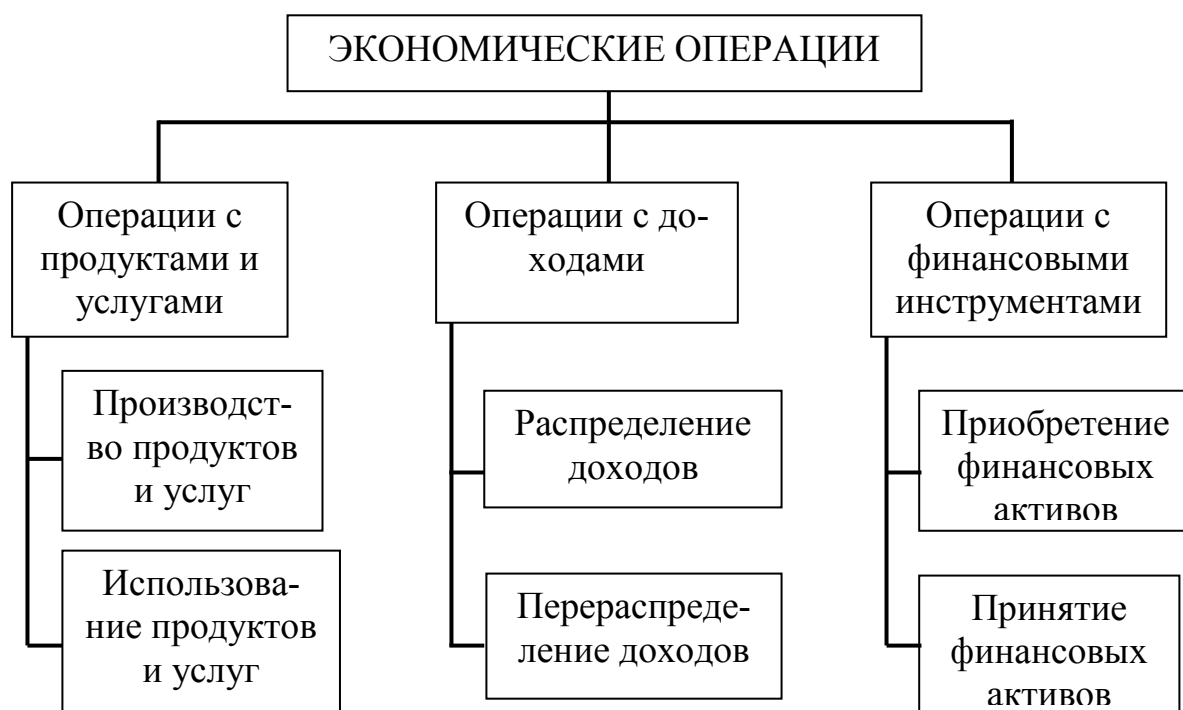 ЭКОНОМИЧЕСКИЕ ОПЕРАЦИИ
Операции с
продуктами и
услугами
Операции с до-
ходами
Операции с
финансовыми
инструментами
Производст-
во продуктов
и услуг
Распределение
доходов
Приобретение
финансовых
активов
Использова-
ние продуктов
и услуг
Перераспреде-
ление доходов
Принятие
финансовых
активов